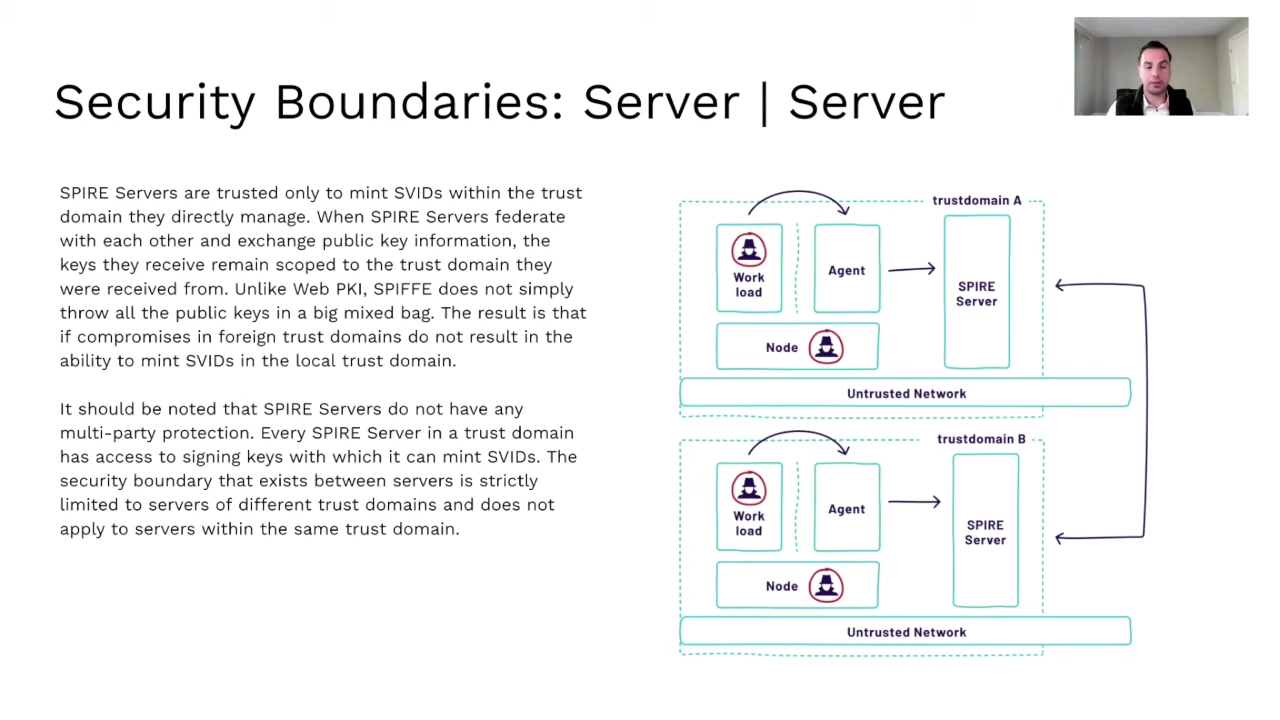 Security Boundaries: Server | Server
SPIRE Servers are trusted only to mint SVIDs within the trust
domain they directly manage. When SPIRE Servers federate
with each other and exchange public key information, the
keys they receive remain scoped to the trust domain they
were received from. Unlike Web PKI, SPIFFE does not simply
throw all the public keys in a big mixed bag. The result is that
if compromises in foreign trust domains do not result in the
ability to mint SVIDs in the local trust domain.
It should be noted that SPIRE Servers do not have any
multi-party protection. Every SPIRE Server in a trust domain
has access to signing keys with which it can mint SVIDs. The
security boundary that exists between servers is strictly
limited to servers of different trust domains and does not
apply to servers within the same trust domain.
trustdomain A
Work
load
Agent
SPIRE
Server
Node
Untrusted Network
trustdomain B
Work
load
Agent
SPIRE
Server
Node
Untrusted Network